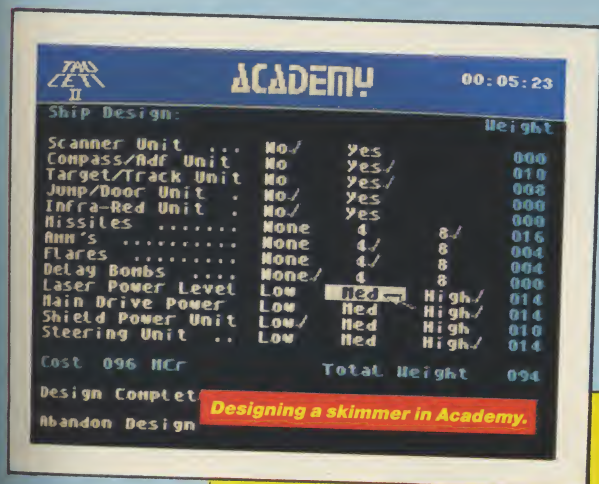 TAU CETI II ACADEMY 00:05:23
Ship Design: Weight
Scanner Unit ... No✓ Yes 000
Compass/Adf Unit No Yes✓ 010
Target/Track Unit No Yes✓ 008
Jump/Door Unit . No✓ Yes 000
Infra-Red Unit . No✓ Yes 000
Missiles ....... None 4 8✓ 016
AMM's .......... None 4✓ 8 004
Flares ......... None 4✓ 8 004
Delay Bombs .... None✓ 4 8 000
Laser Power Level Low Med High✓ 014
Main Drive Power Low Med High✓ 014
Shield Power Unit Low✓ Med High 010
Steering Unit .. Low Med High✓ 014
Cost 096 MCr Total Weight 094
Design Complet
Abandon Design
Designing a skimmer in Academy.